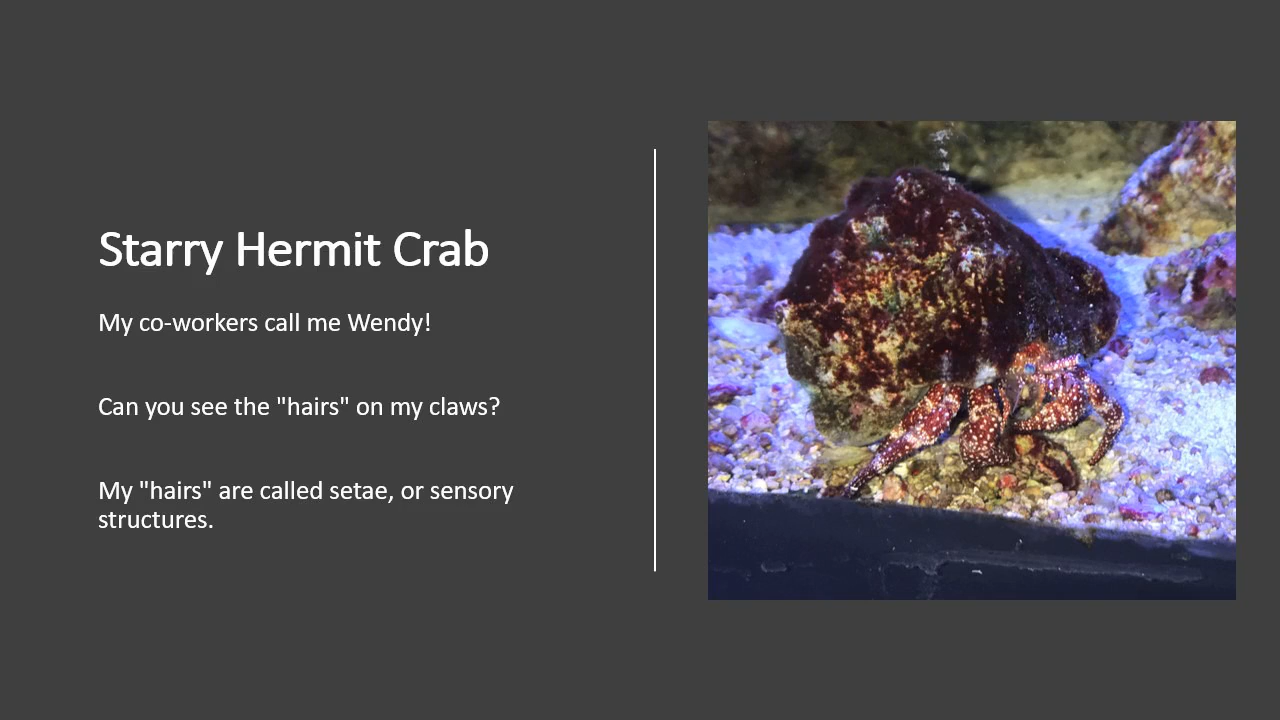 Starry Hermit Crab
My co-workers call me Wendy!
Can you see the "hairs" on my claws?
My "hairs" are called setae, or sensory
structures.